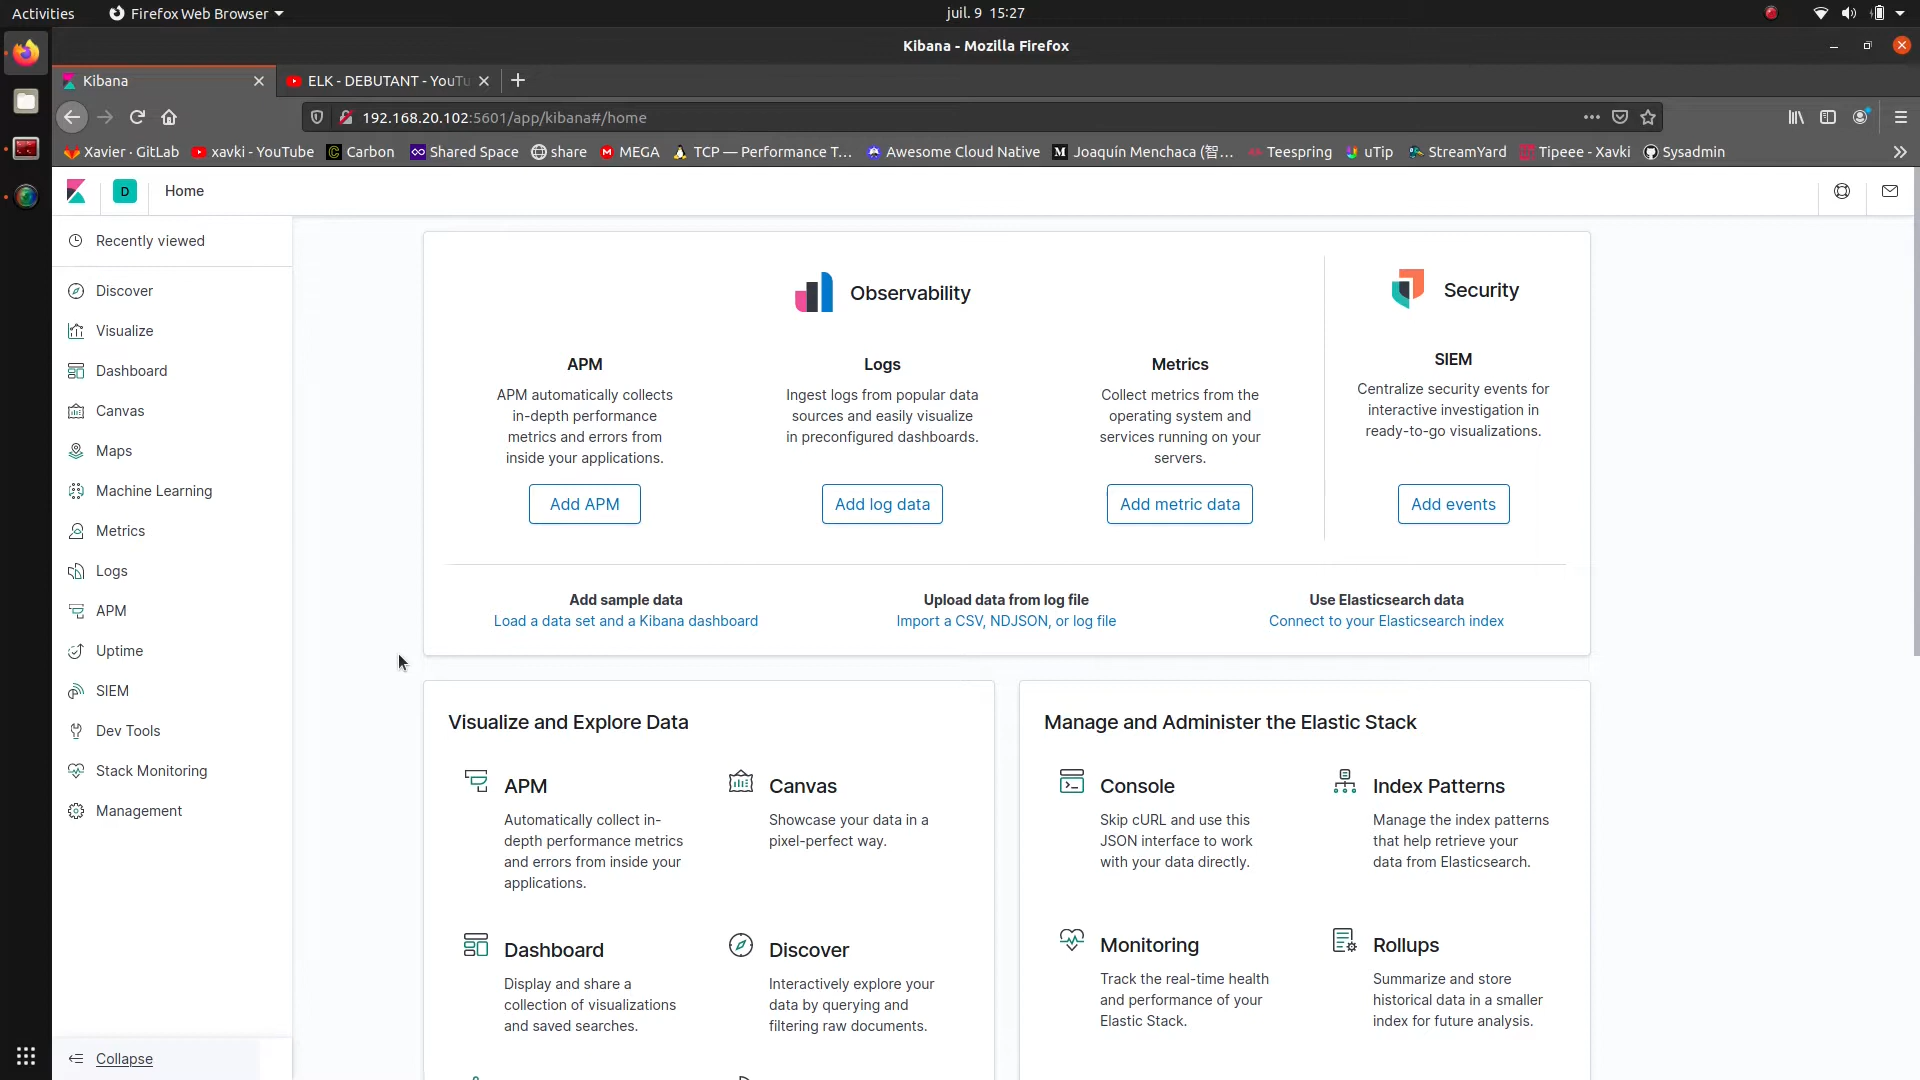 Activities
Firefox Web Browser
juil. 9 15:27
Kibana - Mozilla Firefox
Kibana
ELK - DEBUTANT - YouTu
192.168.20.102:5601/app/kibana#/home
Xavier · GitLab
xavki - YouTube
Carbon
Shared Space
share
MEGA
TCP — Performance T...
Awesome Cloud Native
Joaquín Menchaca (智...
Teespring
uTip
StreamYard
Tipeee - Xavki
Sysadmin
D
Home
Recently viewed
Discover
Visualize
Dashboard
Canvas
Maps
Machine Learning
Metrics
Logs
APM
Uptime
SIEM
Dev Tools
Stack Monitoring
Management
Collapse
Observability
APM
APM automatically collects
in-depth performance
metrics and errors from
inside your applications.
Add APM
Logs
Ingest logs from popular data
sources and easily visualize
in preconfigured dashboards.
Add log data
Metrics
Collect metrics from the
operating system and
services running on your
servers.
Add metric data
Security
SIEM
Centralize security events for
interactive investigation in
ready-to-go visualizations.
Add events
Add sample data
Load a data set and a Kibana dashboard
Upload data from log file
Import a CSV, NDJSON, or log file
Use Elasticsearch data
Connect to your Elasticsearch index
Visualize and Explore Data
APM
Automatically collect in-
depth performance metrics
and errors from inside your
applications.
Canvas
Showcase your data in a
pixel-perfect way.
Dashboard
Display and share a
collection of visualizations
and saved searches.
Discover
Interactively explore your
data by querying and
filtering raw documents.
Manage and Administer the Elastic Stack
Console
Skip cURL and use this
JSON interface to work
with your data directly.
Index Patterns
Manage the index patterns
that help retrieve your
data from Elasticsearch.
Monitoring
Track the real-time health
and performance of your
Elastic Stack.
Rollups
Summarize and store
historical data in a smaller
index for future analysis.